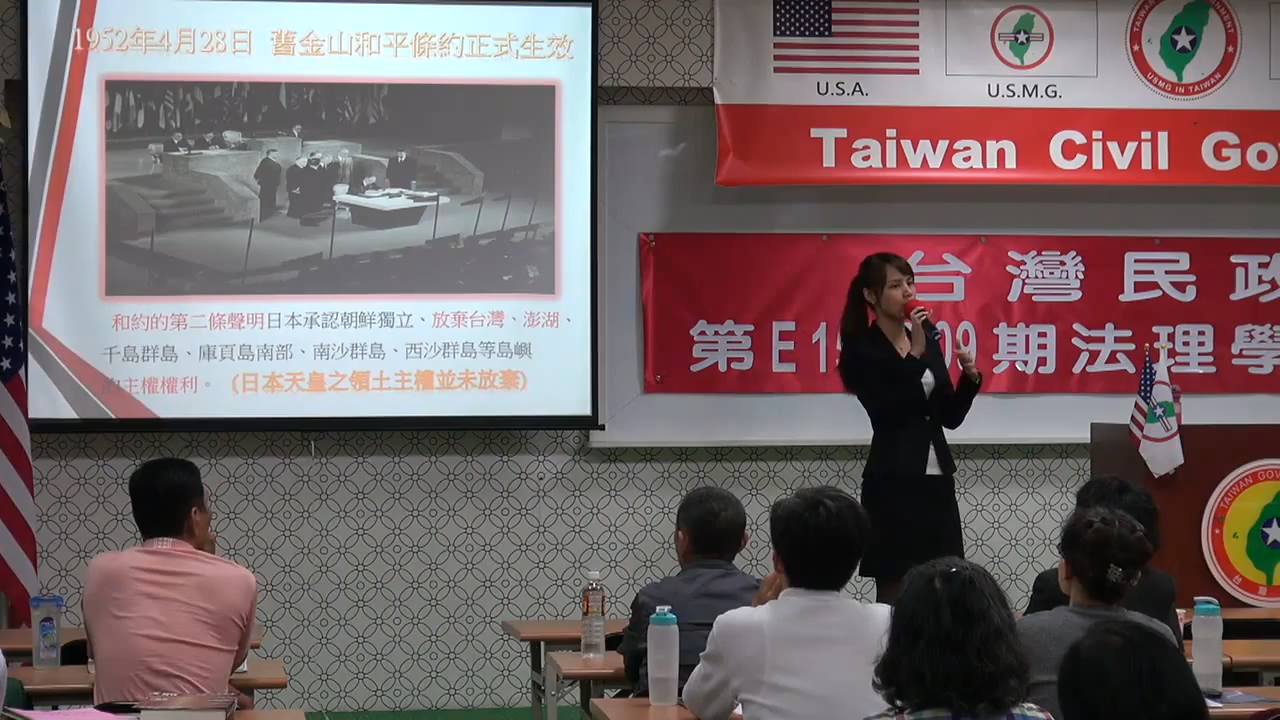 1952年4月28日 舊金山和平條約正式生效
和約的第二條聲明日本承認朝鮮獨立、放棄台灣、澎湖、
千島群島、庫頁島南部、南沙群島、西沙群島等島嶼
主權權利。(日本天皇之領土主權並未放棄)
U.S.A.
U.S.M.G.
USMG IN TAIWAN
Taiwan Civil Go
台灣民政
第E1 09期法理學
TAIWAN GOV